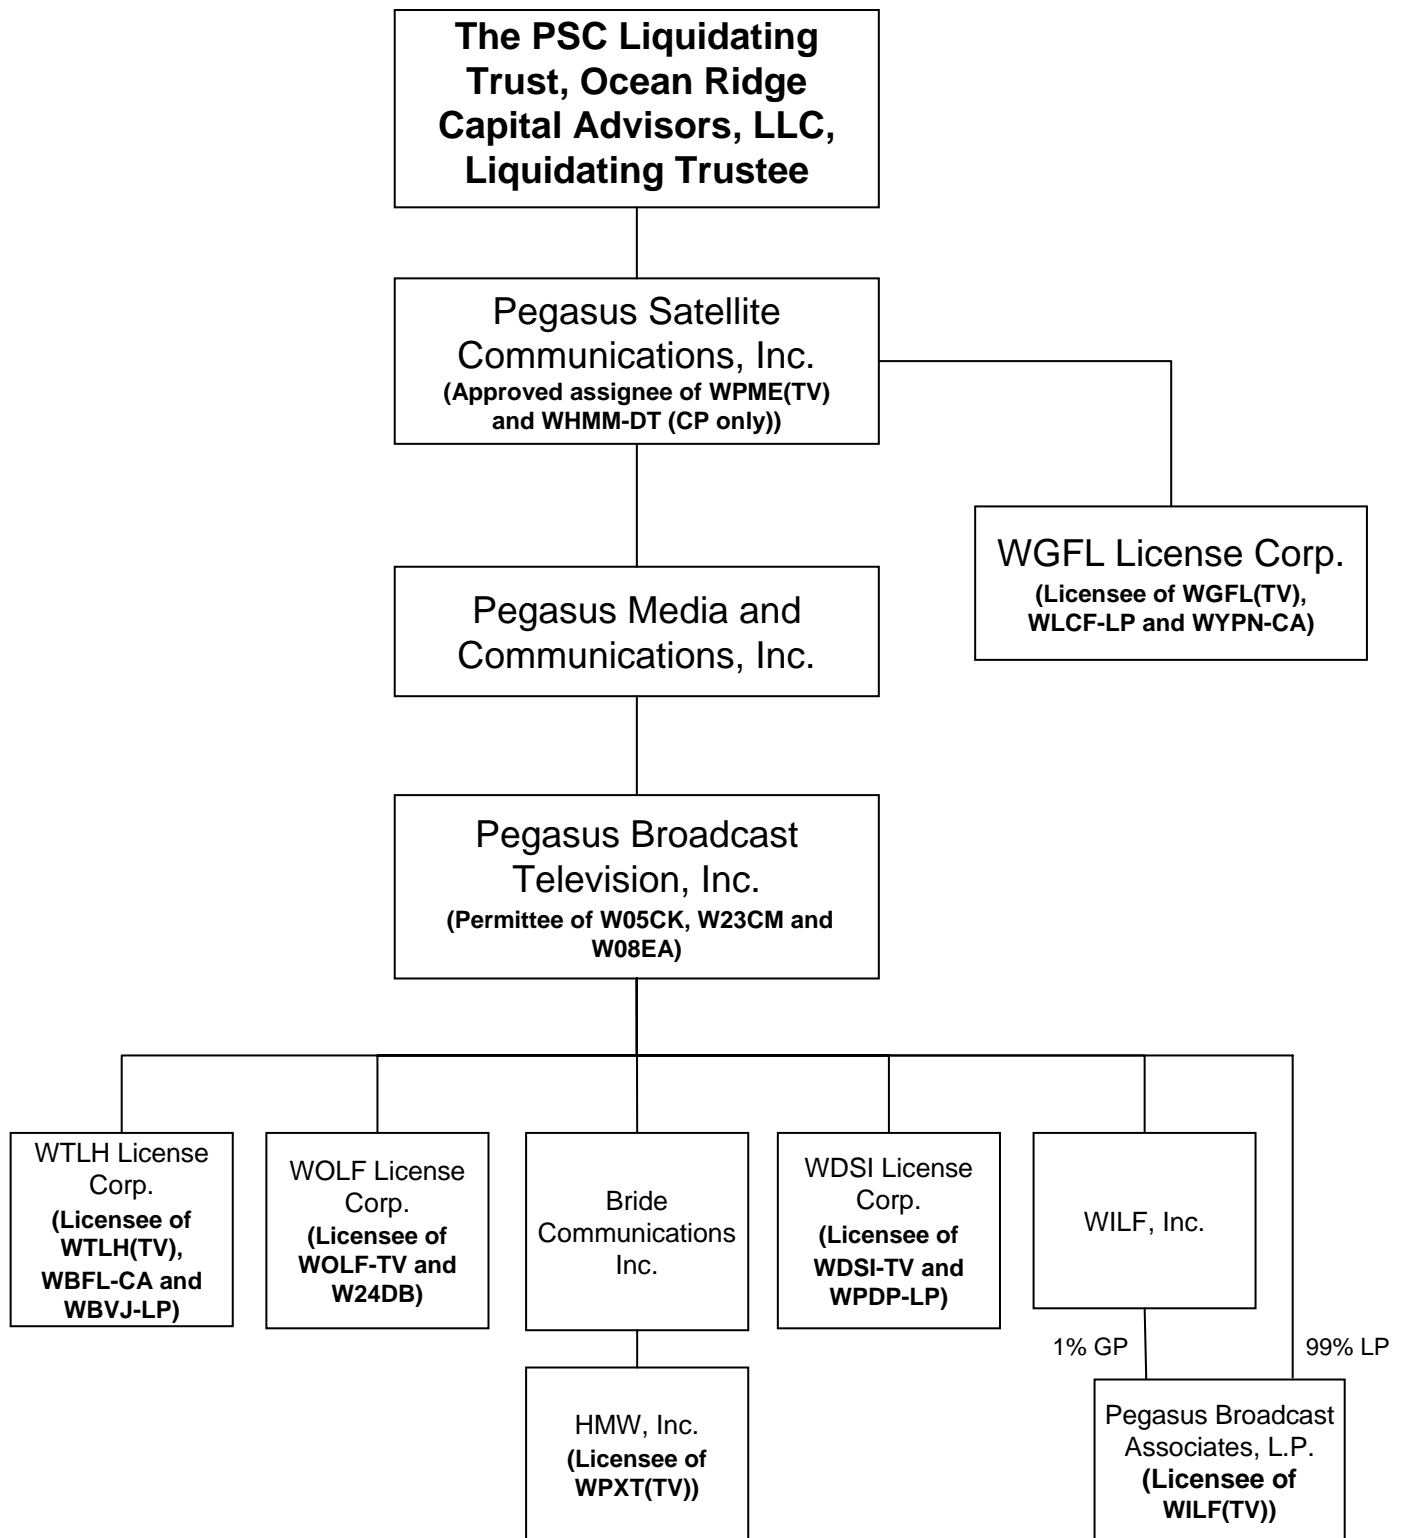 The PSC Liquidating
Trust, Ocean Ridge
Capital Advisors, LLC,
Liquidating Trustee
Pegasus Satellite
Communications, Inc.
(Approved assignee of WPME(TV)
and WHMM-DT (CP only))
WGFL License Corp.
(Licensee of WGFL(TV),
WLCF-LP and WYPN-CA)
Pegasus Media and
Communications, Inc.
Pegasus Broadcast
Television, Inc.
(Permittee of W05CK, W23CM and
W08EA)
WTLH License
Corp.
(Licensee of
WTLH(TV),
WBFL-CA and
WBVJ-LP)
WOLF License
Corp.
(Licensee of
WOLF-TV and
W24DB)
Bride
Communications
Inc.
WDSI License
Corp.
(Licensee of
WDSI-TV and
WPDP-LP)
WILF, Inc.
1% GP
99% LP
HMW, Inc.
(Licensee of
WPXT(TV))
Pegasus Broadcast
Associates, L.P.
(Licensee of
WILF(TV))